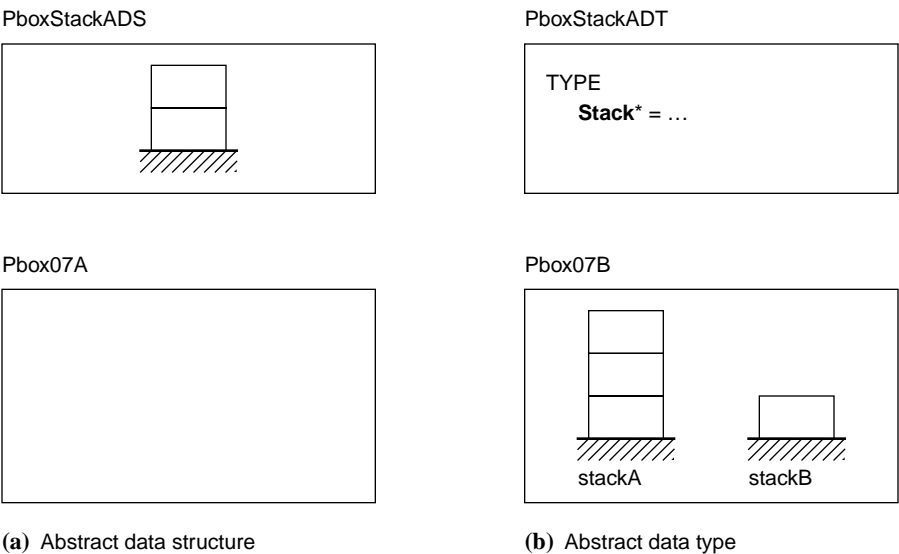 PboxStackADS
PboxStackADT
TYPE
Stack* = …
Pbox07A
Pbox07B
stackA
stackB
(a) Abstract data structure
(b) Abstract data type